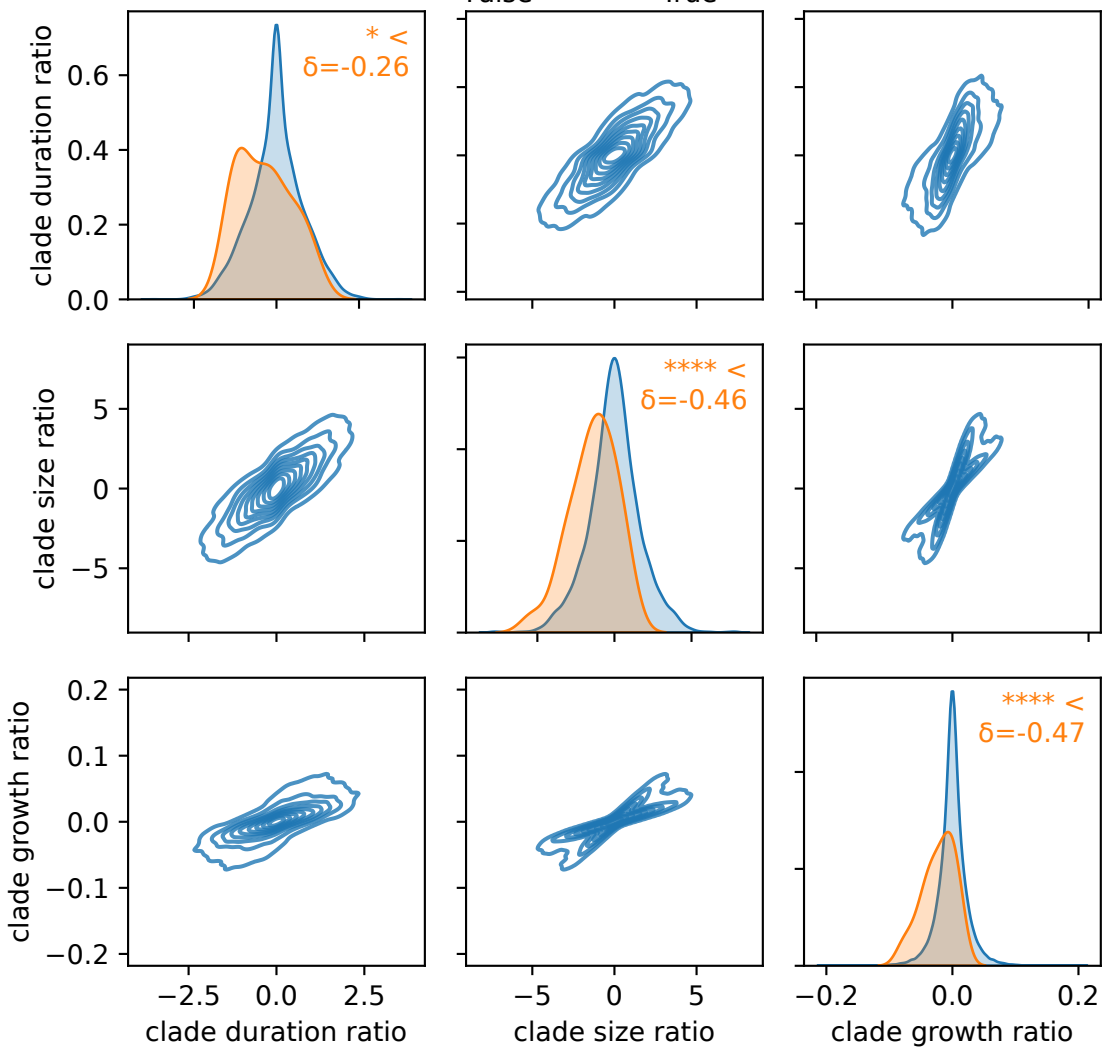 clade duration ratio
0.6
0.4
0.2
0.0
* <
δ=-0.26
clade size ratio
5
0
−5
**** <
δ=-0.46
clade growth ratio
0.2
0.1
0.0
−0.1
−0.2
**** <
δ=-0.47
−2.5 0.0 2.5
−5 0 5
−0.2 0.0 0.2
clade duration ratio
clade size ratio
clade growth ratio